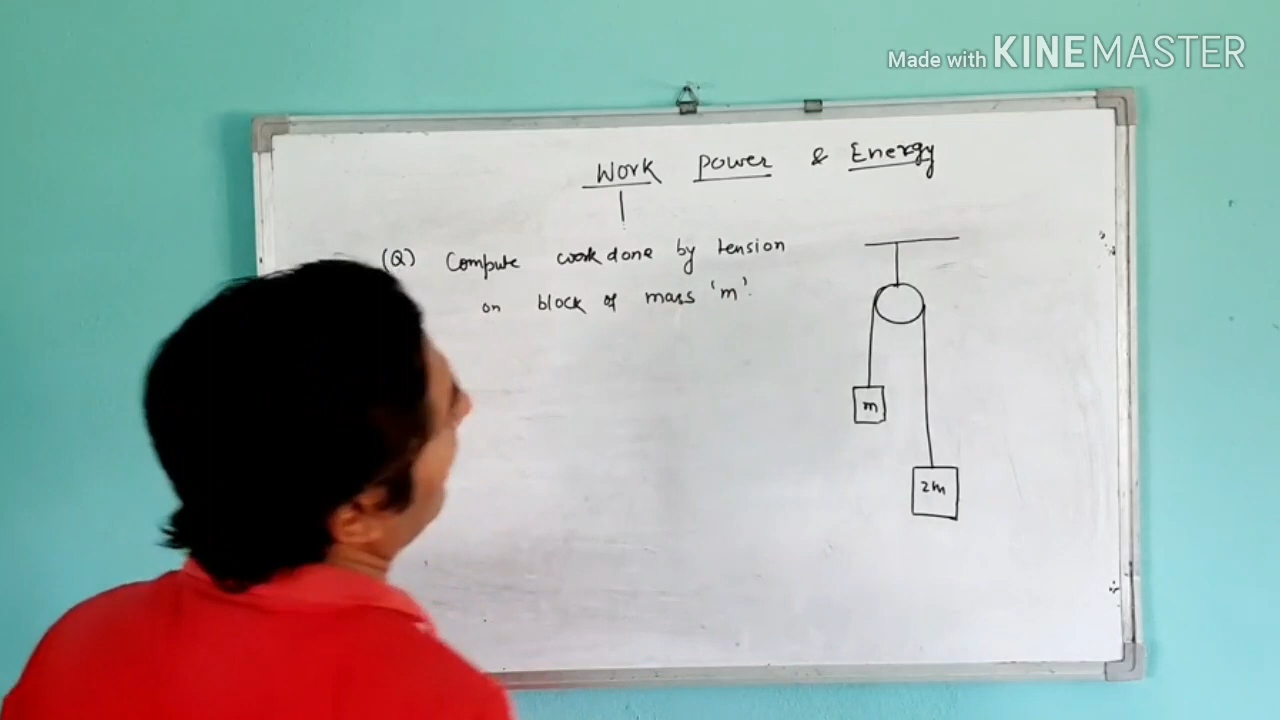 Made with KINEMASTER
Work Power & Energy
(Q) Compute work done by tension
on block of mass 'm'.
m
2m